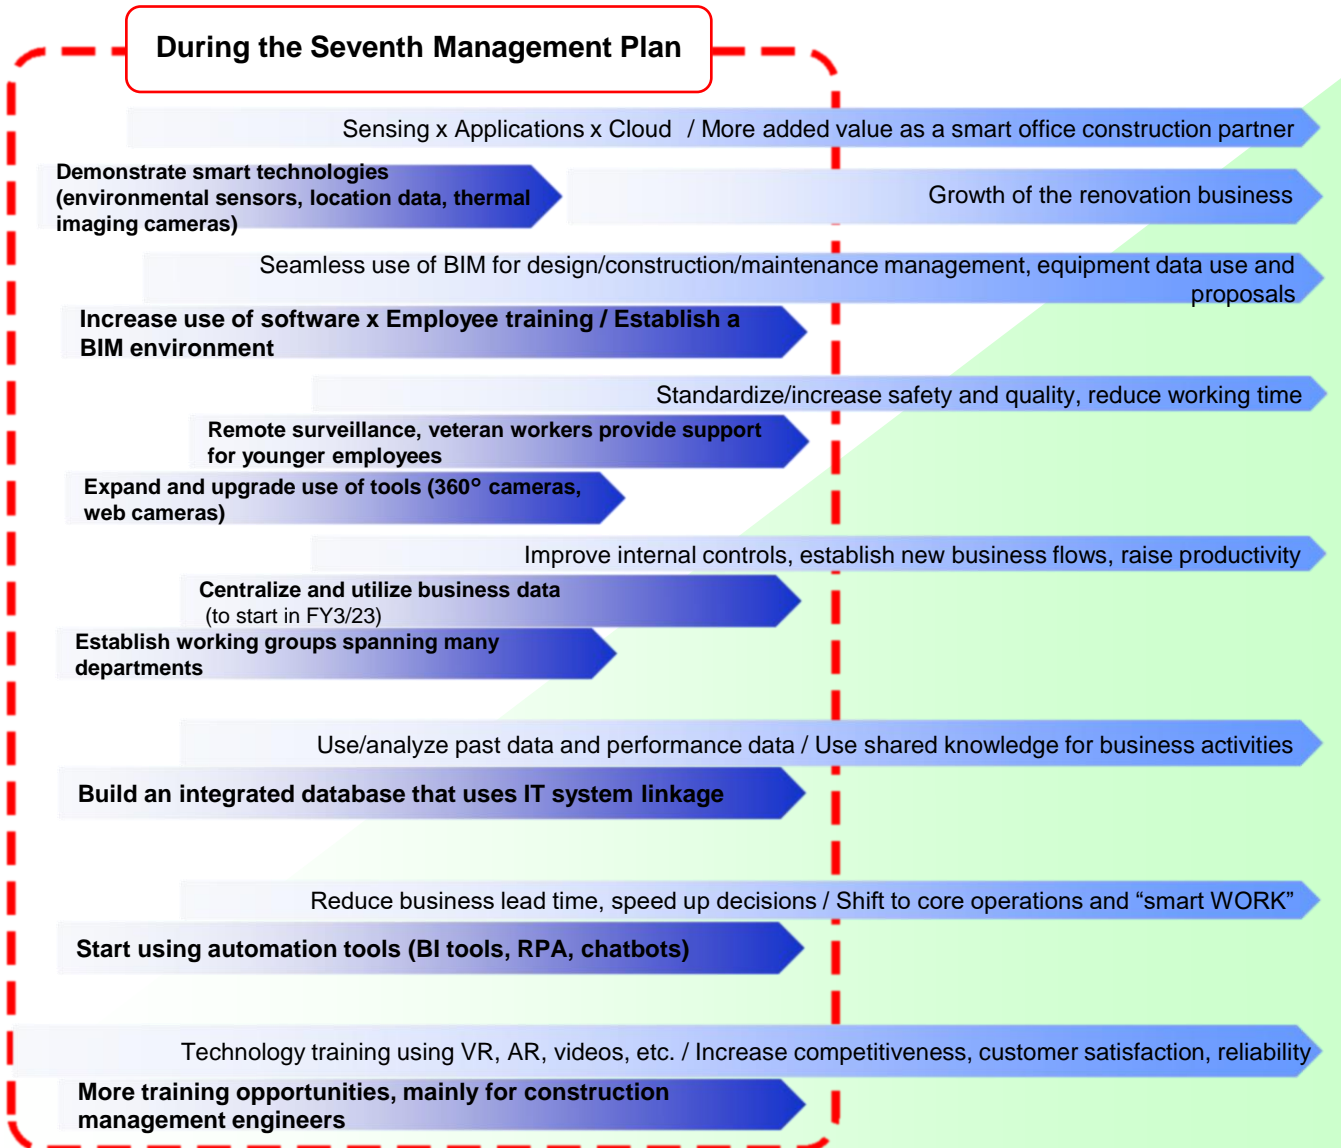 During the Seventh Management Plan
Sensing x Applications x Cloud / More added value as a smart office construction partner
Demonstrate smart technologies
(environmental sensors, location data, thermal
imaging cameras)
Growth of the renovation business
Seamless use of BIM for design/construction/maintenance management, equipment data use and
proposals
Increase use of software x Employee training / Establish a
BIM environment
Standardize/increase safety and quality, reduce working time
Remote surveillance, veteran workers provide support
for younger employees
Expand and upgrade use of tools (360° cameras,
web cameras)
Improve internal controls, establish new business flows, raise productivity
Centralize and utilize business data
(to start in FY3/23)
Establish working groups spanning many
departments
Use/analyze past data and performance data / Use shared knowledge for business activities
Build an integrated database that uses IT system linkage
Reduce business lead time, speed up decisions / Shift to core operations and “smart WORK”
Start using automation tools (BI tools, RPA, chatbots)
Technology training using VR, AR, videos, etc. / Increase competitiveness, customer satisfaction, reliability
More training opportunities, mainly for construction
management engineers